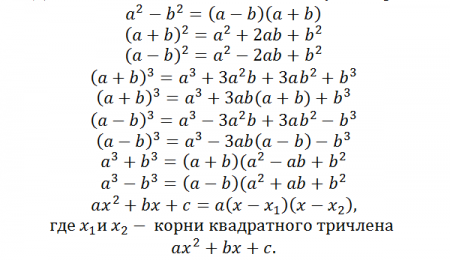 a² − b² = (a − b)(a + b)
(a + b)² = a² + 2ab + b²
(a − b)² = a² − 2ab + b²
(a + b)³ = a³ + 3a²b + 3ab² + b³
(a + b)³ = a³ + 3ab(a + b) + b³
(a − b)³ = a³ − 3a²b + 3ab² − b³
(a − b)³ = a³ − 3ab(a − b) − b³
a³ + b³ = (a + b)(a² − ab + b²
a³ − b³ = (a − b)(a² + ab + b²
ax² + bx + c = a(x − x₁)(x − x₂),
где x₁и x₂ − корни квадратного тричлена
ax² + bx + c.